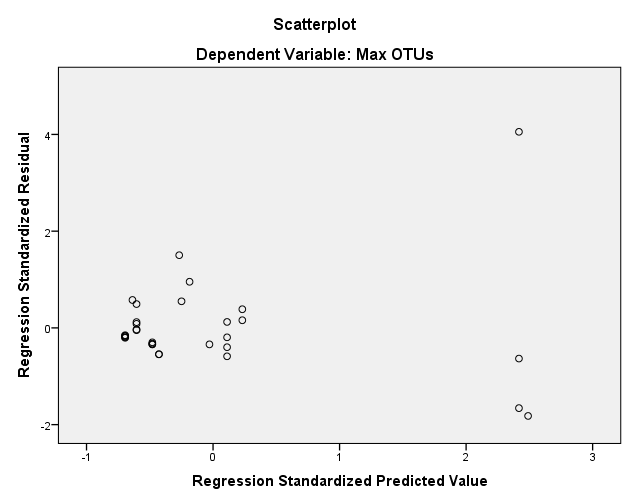 Scatterplot
Dependent Variable: Max OTUs
Regression Standardized Residual
4
2
0
-2
-1
0
1
2
3
Regression Standardized Predicted Value